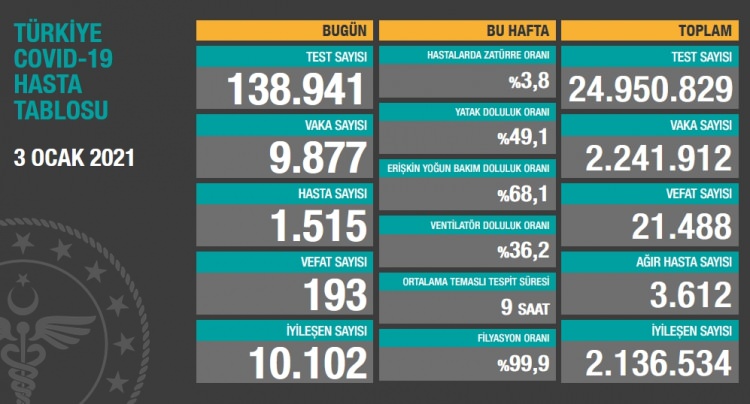 TÜRKİYE
COVID-19
HASTA
TABLOSU
3 OCAK 2021
BUGÜN
TEST SAYISI
138.941
VAKA SAYISI
9.877
HASTA SAYISI
1.515
VEFAT SAYISI
193
İYİLEŞEN SAYISI
10.102
BU HAFTA
HASTALARDA ZATÜRRE ORANI
%3,8
YATAK DOLULUK ORANI
%49,1
ERİŞKİN YOĞUN BAKIM DOLULUK ORANI
%68,1
VENTİLATÖR DOLULUK ORANI
%36,2
ORTALAMA TEMASLI TESPİT SÜRESİ
9 SAAT
FİLYASYON ORANI
%99,9
TOPLAM
TEST SAYISI
24.950.829
VAKA SAYISI
2.241.912
VEFAT SAYISI
21.488
AĞIR HASTA SAYISI
3.612
İYİLEŞEN SAYISI
2.136.534